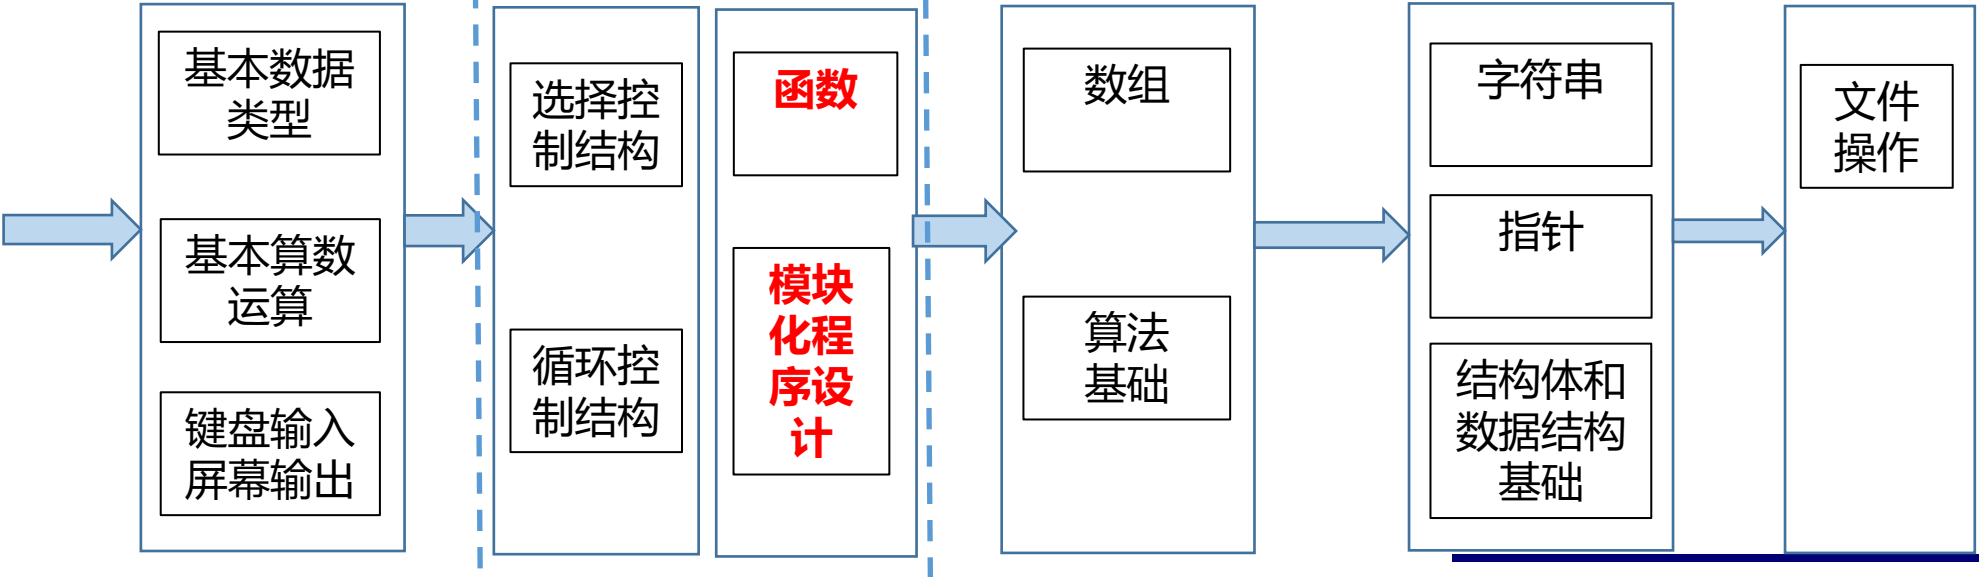 基本数据
类型
基本算数
运算
键盘输入
屏幕输出
选择控
制结构
循环控
制结构
函数
模块
化程
序设
计
数组
算法
基础
字符串
指针
结构体和
数据结构
基础
文件
操作